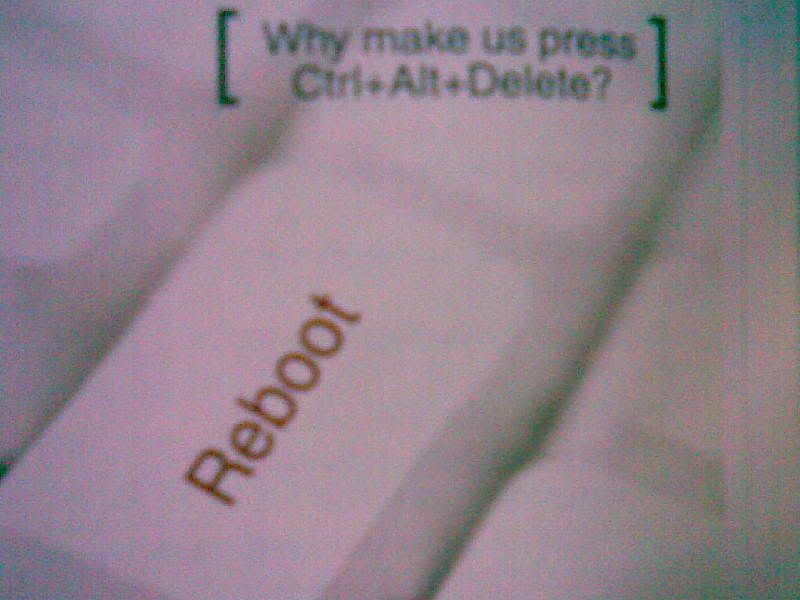 [ Why make us press
Ctrl+Alt+Delete? ]
Reboot